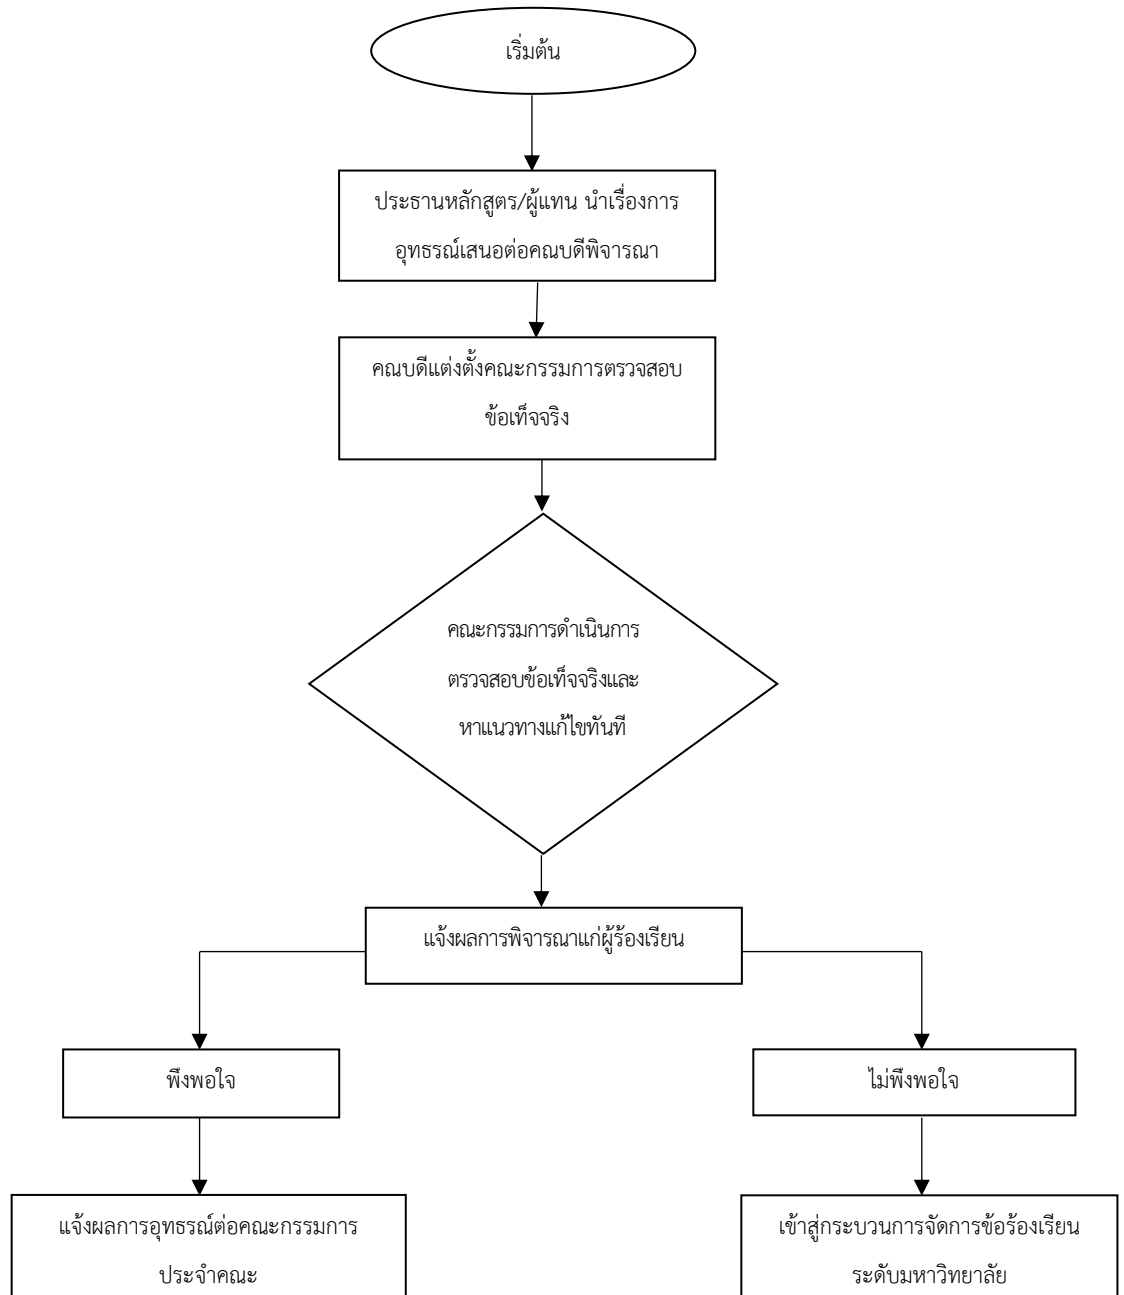 เริ่มต้น
ประธานหลักสูตร/ผู้แทน นำเรื่องการ
อุทธรณ์เสนอต่อคณบดีพิจารณา
คณบดีแต่งตั้งคณะกรรมการตรวจสอบ
ข้อเท็จจริง
คณะกรรมการดำเนินการ
ตรวจสอบข้อเท็จจริงและ
หาแนวทางแก้ไขทันที
แจ้งผลการพิจารณาแก่ผู้ร้องเรียน
พึงพอใจ
ไม่พึงพอใจ
แจ้งผลการอุทธรณ์ต่อคณะกรรมการ
ประจำคณะ
เข้าสู่กระบวนการจัดการข้อร้องเรียน
ระดับมหาวิทยาลัย